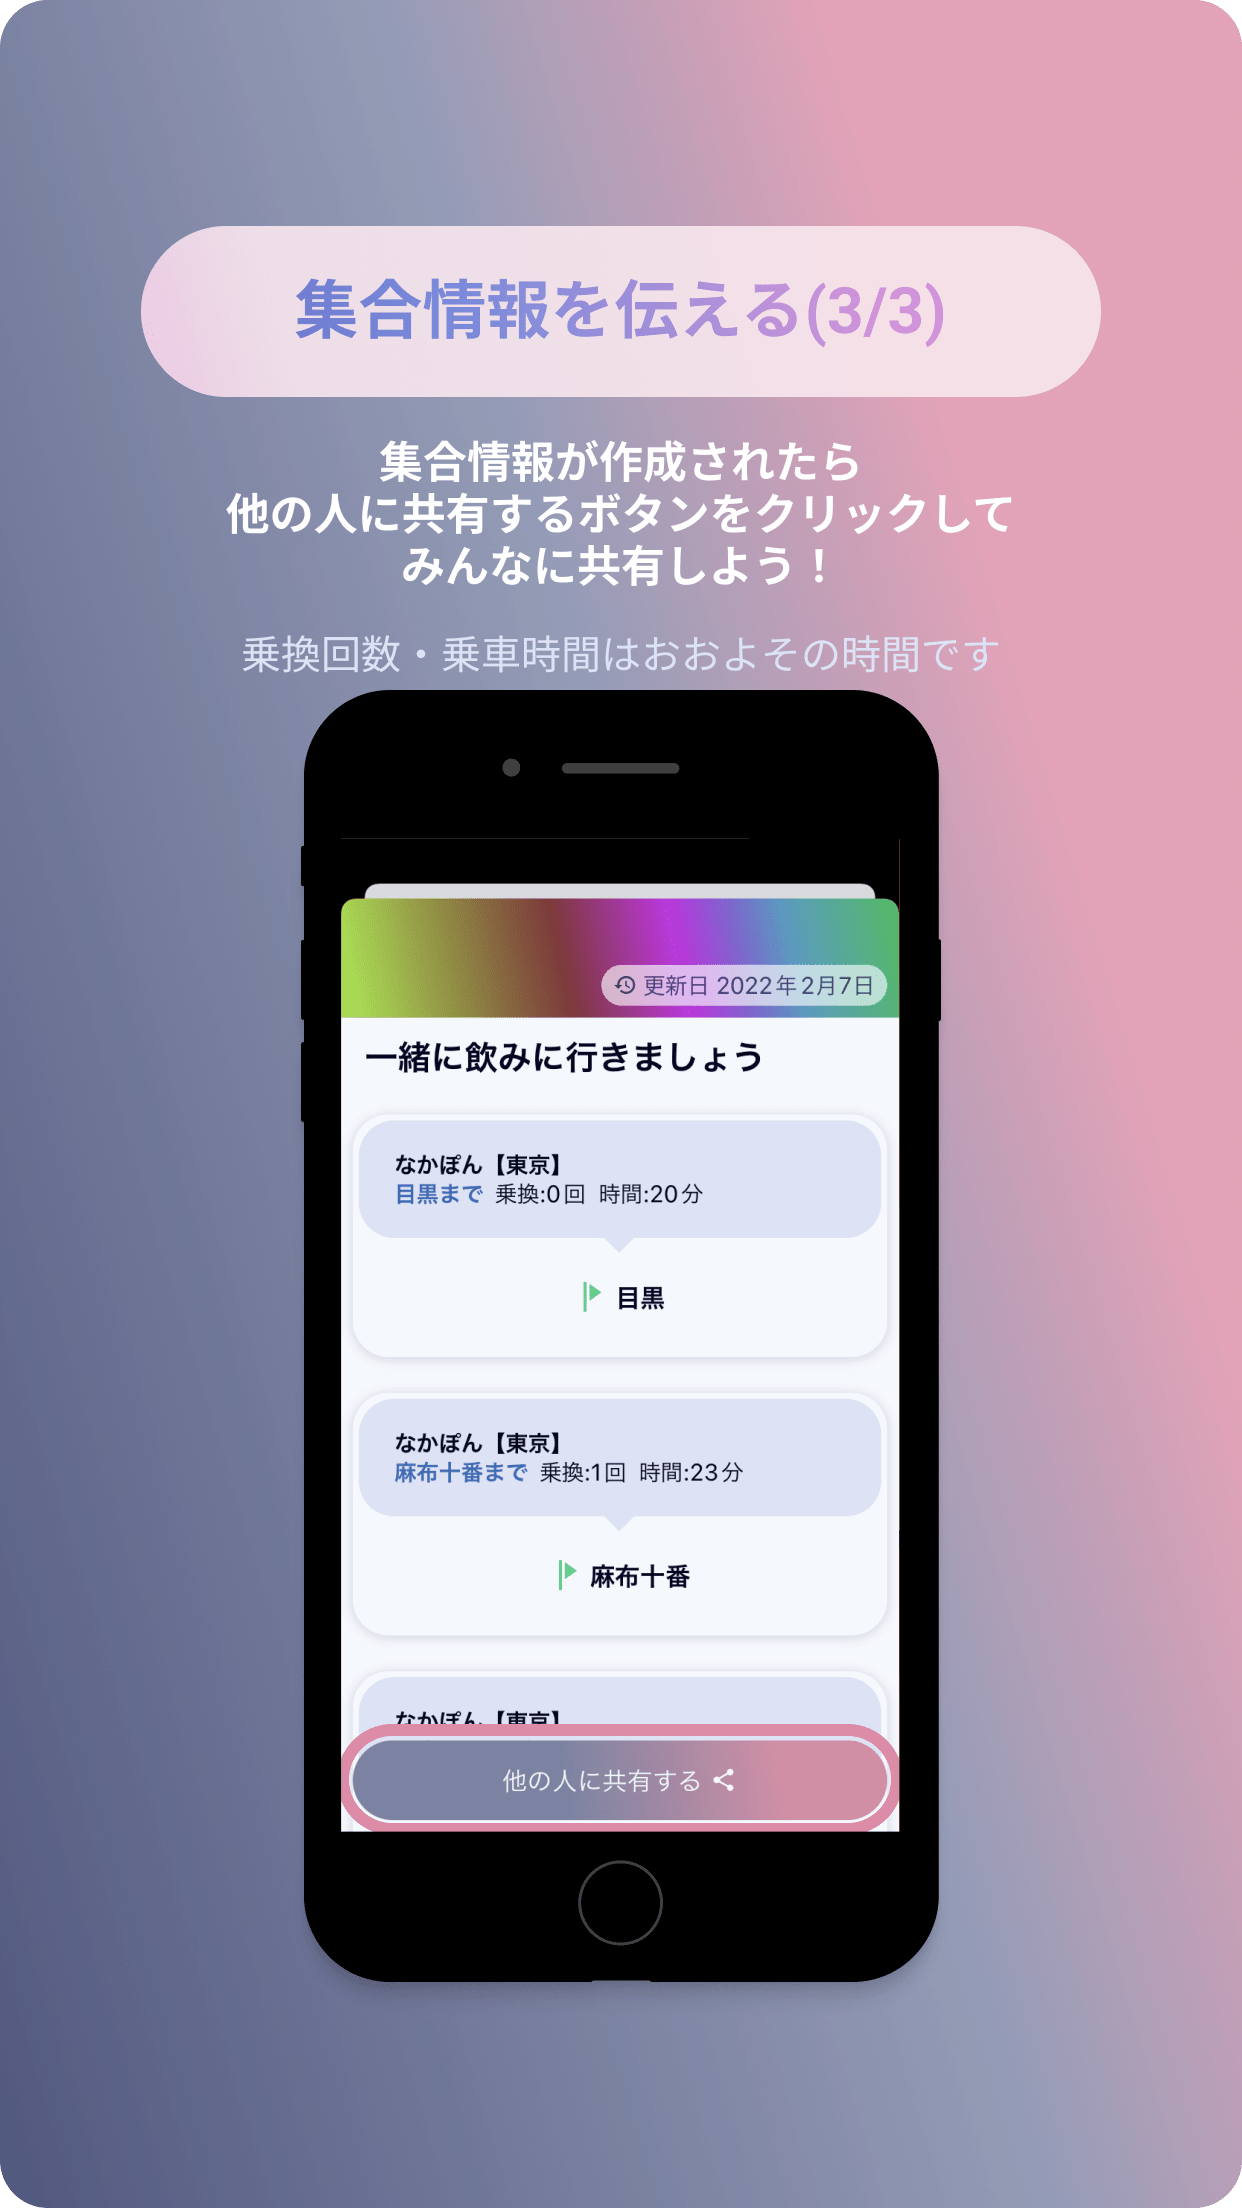 集合情報を伝える(3/3)
集合情報が作成されたら
他の人に共有するボタンをクリックして
みんなに共有しよう！
乗換回数・乗車時間はおおよその時間です
更新日 2022年2月7日
一緒に飲みに行きましょう
なかぽん【東京】
目黒まで 乗換:0回 時間:20分
目黒
なかぽん【東京】
麻布十番まで 乗換:1回 時間:23分
麻布十番
なかぽん【東京】
他の人に共有する